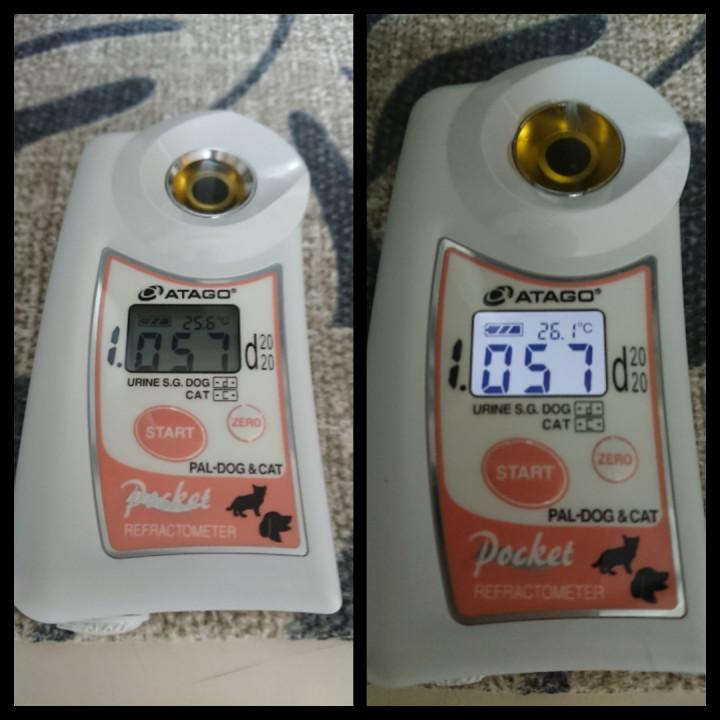 ATAGO®
25.6°C
1.057 d20/20
URINE S.G. DOG -d-
CAT -C-
START
ZERO
PAL-DOG & CAT
Pocket
REFRACTOMETER
ATAGO®
26.1°C
1.057 d20/20
URINE S.G. DOG -d-
CAT -C-
START
ZERO
PAL-DOG & CAT
Pocket
REFRACTOMETER